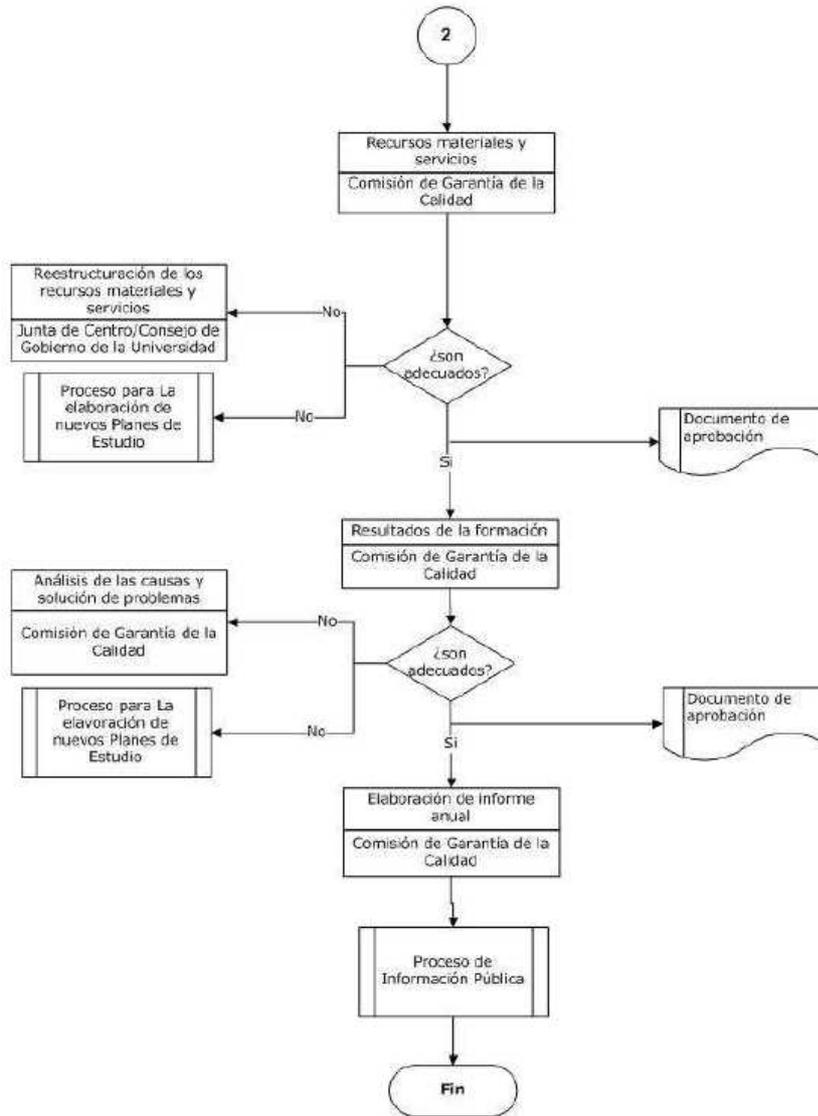 2
Recursos materiales y
servicios
Comisión de Garantía de la
Calidad
Reestructuración de los
recursos materiales y
servicios
Junta de Centro/Consejo de
Gobierno de la Universidad
No
¿son
adecuados?
Proceso para La
elaboración de
nuevos Planes de
Estudio
No
Si
Documento de
aprobación
Resultados de la formación
Comisión de Garantía de la
Calidad
Análisis de las causas y
solución de problemas
Comisión de Garantía de la
Calidad
No
¿son
adecuados?
Proceso para La
elavoración de
nuevos Planes de
Estudio
No
Si
Documento de
aprobación
Elaboración de informe
anual
Comisión de Garantía de la
Calidad
Proceso de
Información Pública
Fin